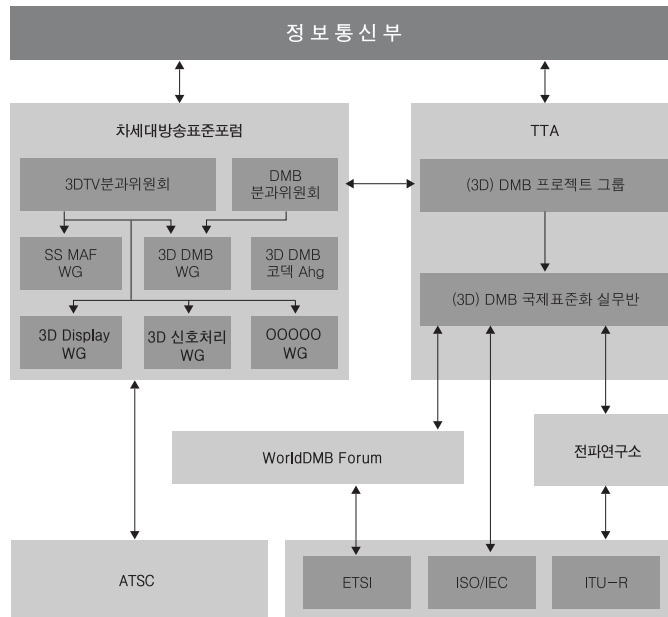 정보통신부
차세대방송표준포럼
TTA
3DTV분과위원회
DMB
분과위원회
(3D) DMB 프로젝트 그룹
SS MAF
WG
3D DMB
WG
3D DMB
코덱 Ahg
(3D) DMB 국제표준화 실무반
3D Display
WG
3D 신호처리
WG
OOOOO
WG
WorldDMB Forum
전파연구소
ATSC
ETSI
ISO/IEC
ITU-R